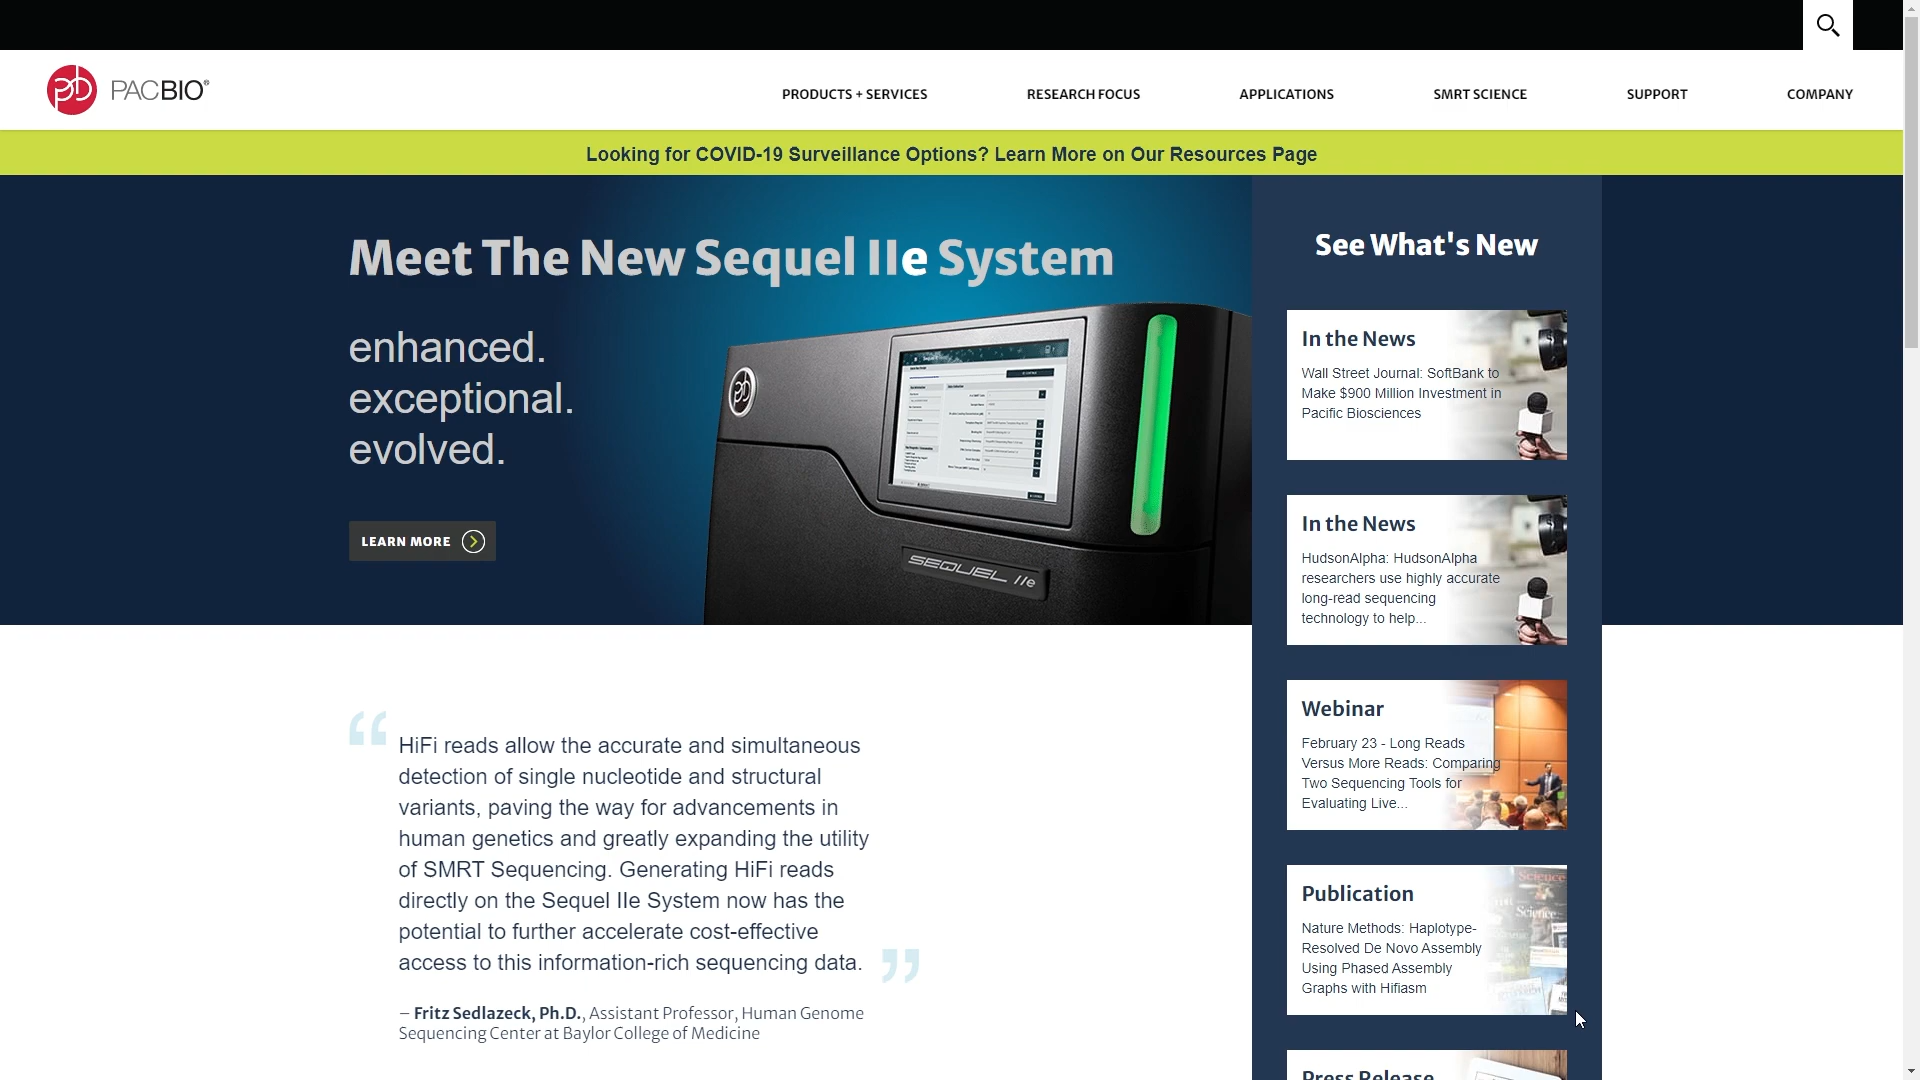 PACBIO®
PRODUCTS + SERVICES
RESEARCH FOCUS
APPLICATIONS
SMRT SCIENCE
SUPPORT
COMPANY
Looking for COVID-19 Surveillance Options? Learn More on Our Resources Page
Meet The New Sequel IIe System
enhanced.
exceptional.
evolved.
LEARN MORE
SEQUEL IIe
HiFi reads allow the accurate and simultaneous
detection of single nucleotide and structural
variants, paving the way for advancements in
human genetics and greatly expanding the utility
of SMRT Sequencing. Generating HiFi reads
directly on the Sequel IIe System now has the
potential to further accelerate cost-effective
access to this information-rich sequencing data.
– Fritz Sedlazeck, Ph.D., Assistant Professor, Human Genome
Sequencing Center at Baylor College of Medicine
See What's New
In the News
Wall Street Journal: SoftBank to
Make $900 Million Investment in
Pacific Biosciences
In the News
HudsonAlpha: HudsonAlpha
researchers use highly accurate
long-read sequencing
technology to help...
Webinar
February 23 - Long Reads
Versus More Reads: Comparing
Two Sequencing Tools for
Evaluating Live...
Publication
Nature Methods: Haplotype-
Resolved De Novo Assembly
Using Phased Assembly
Graphs with Hifiasm
Science
Science
Press Release